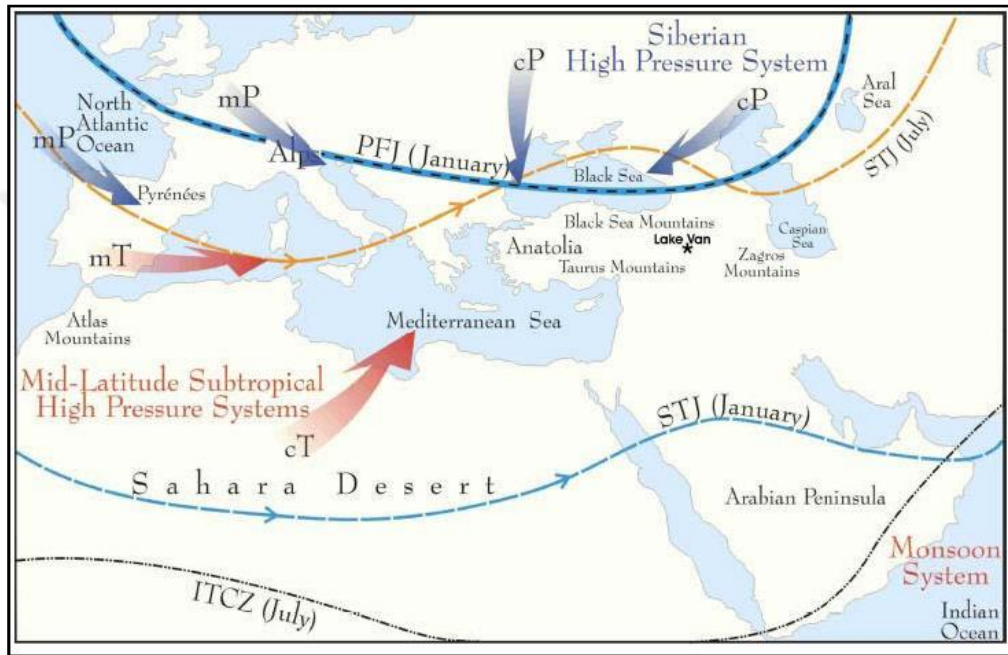 Siberian
High Pressure System
cP
cP
mP
mP
North
Atlantic
Ocean
Aral
Sea
Alps
PFJ (January)
STJ (July)
Black Sea
Pyrénées
Black Sea Mountains
Caspian
Sea
Anatolia
Lake Van
*
Taurus Mountains
Zagros
Mountains
mT
Atlas
Mountains
Mediterranean Sea
Mid-Latitude Subtropical
High Pressure Systems
cT
STJ (January)
Sahara Desert
Arabian Peninsula
Monsoon
System
ITCZ (July)
Indian
Ocean